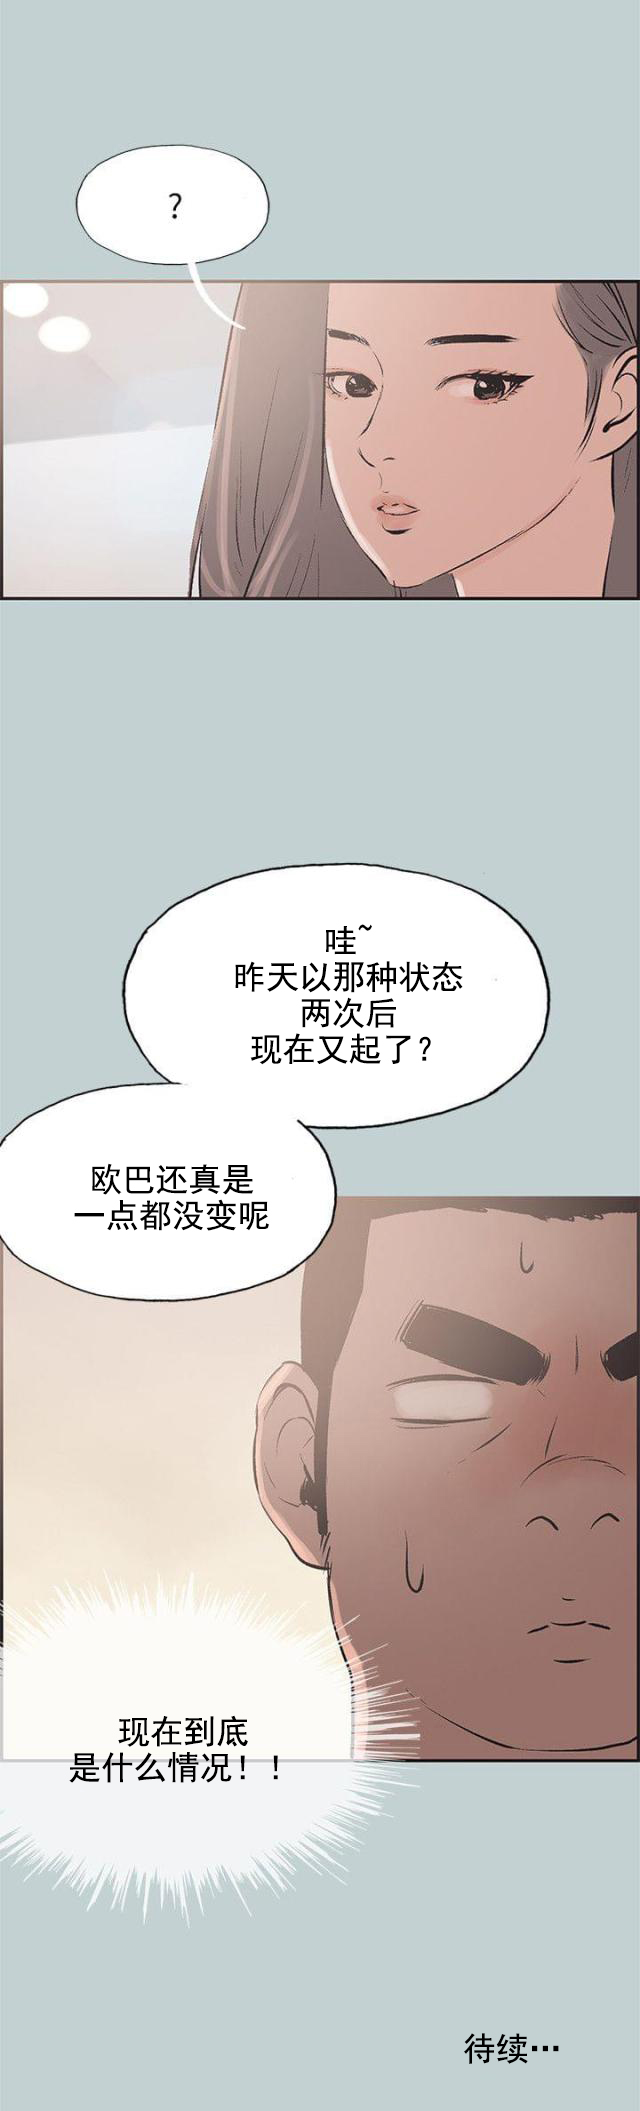 ?
哇~
昨天以那种状态
两次后
现在又起了?
欧巴还真是
一点都没变呢
现在到底
是什么情况!!
待续…